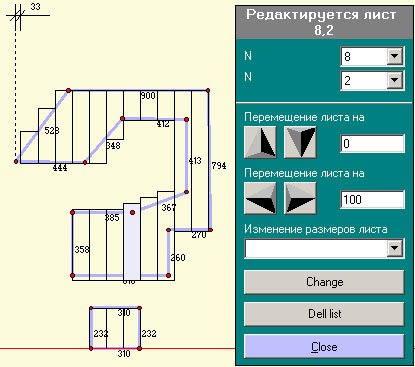 33
Редактируется лист
8,2
N
8
N
2
Перемещение листа на
0
Перемещение листа на
100
Изменение размеров листа
Change
Dell list
Close
900
528
412
348
444
413
794
367
385
270
358
260
310
232
232
310